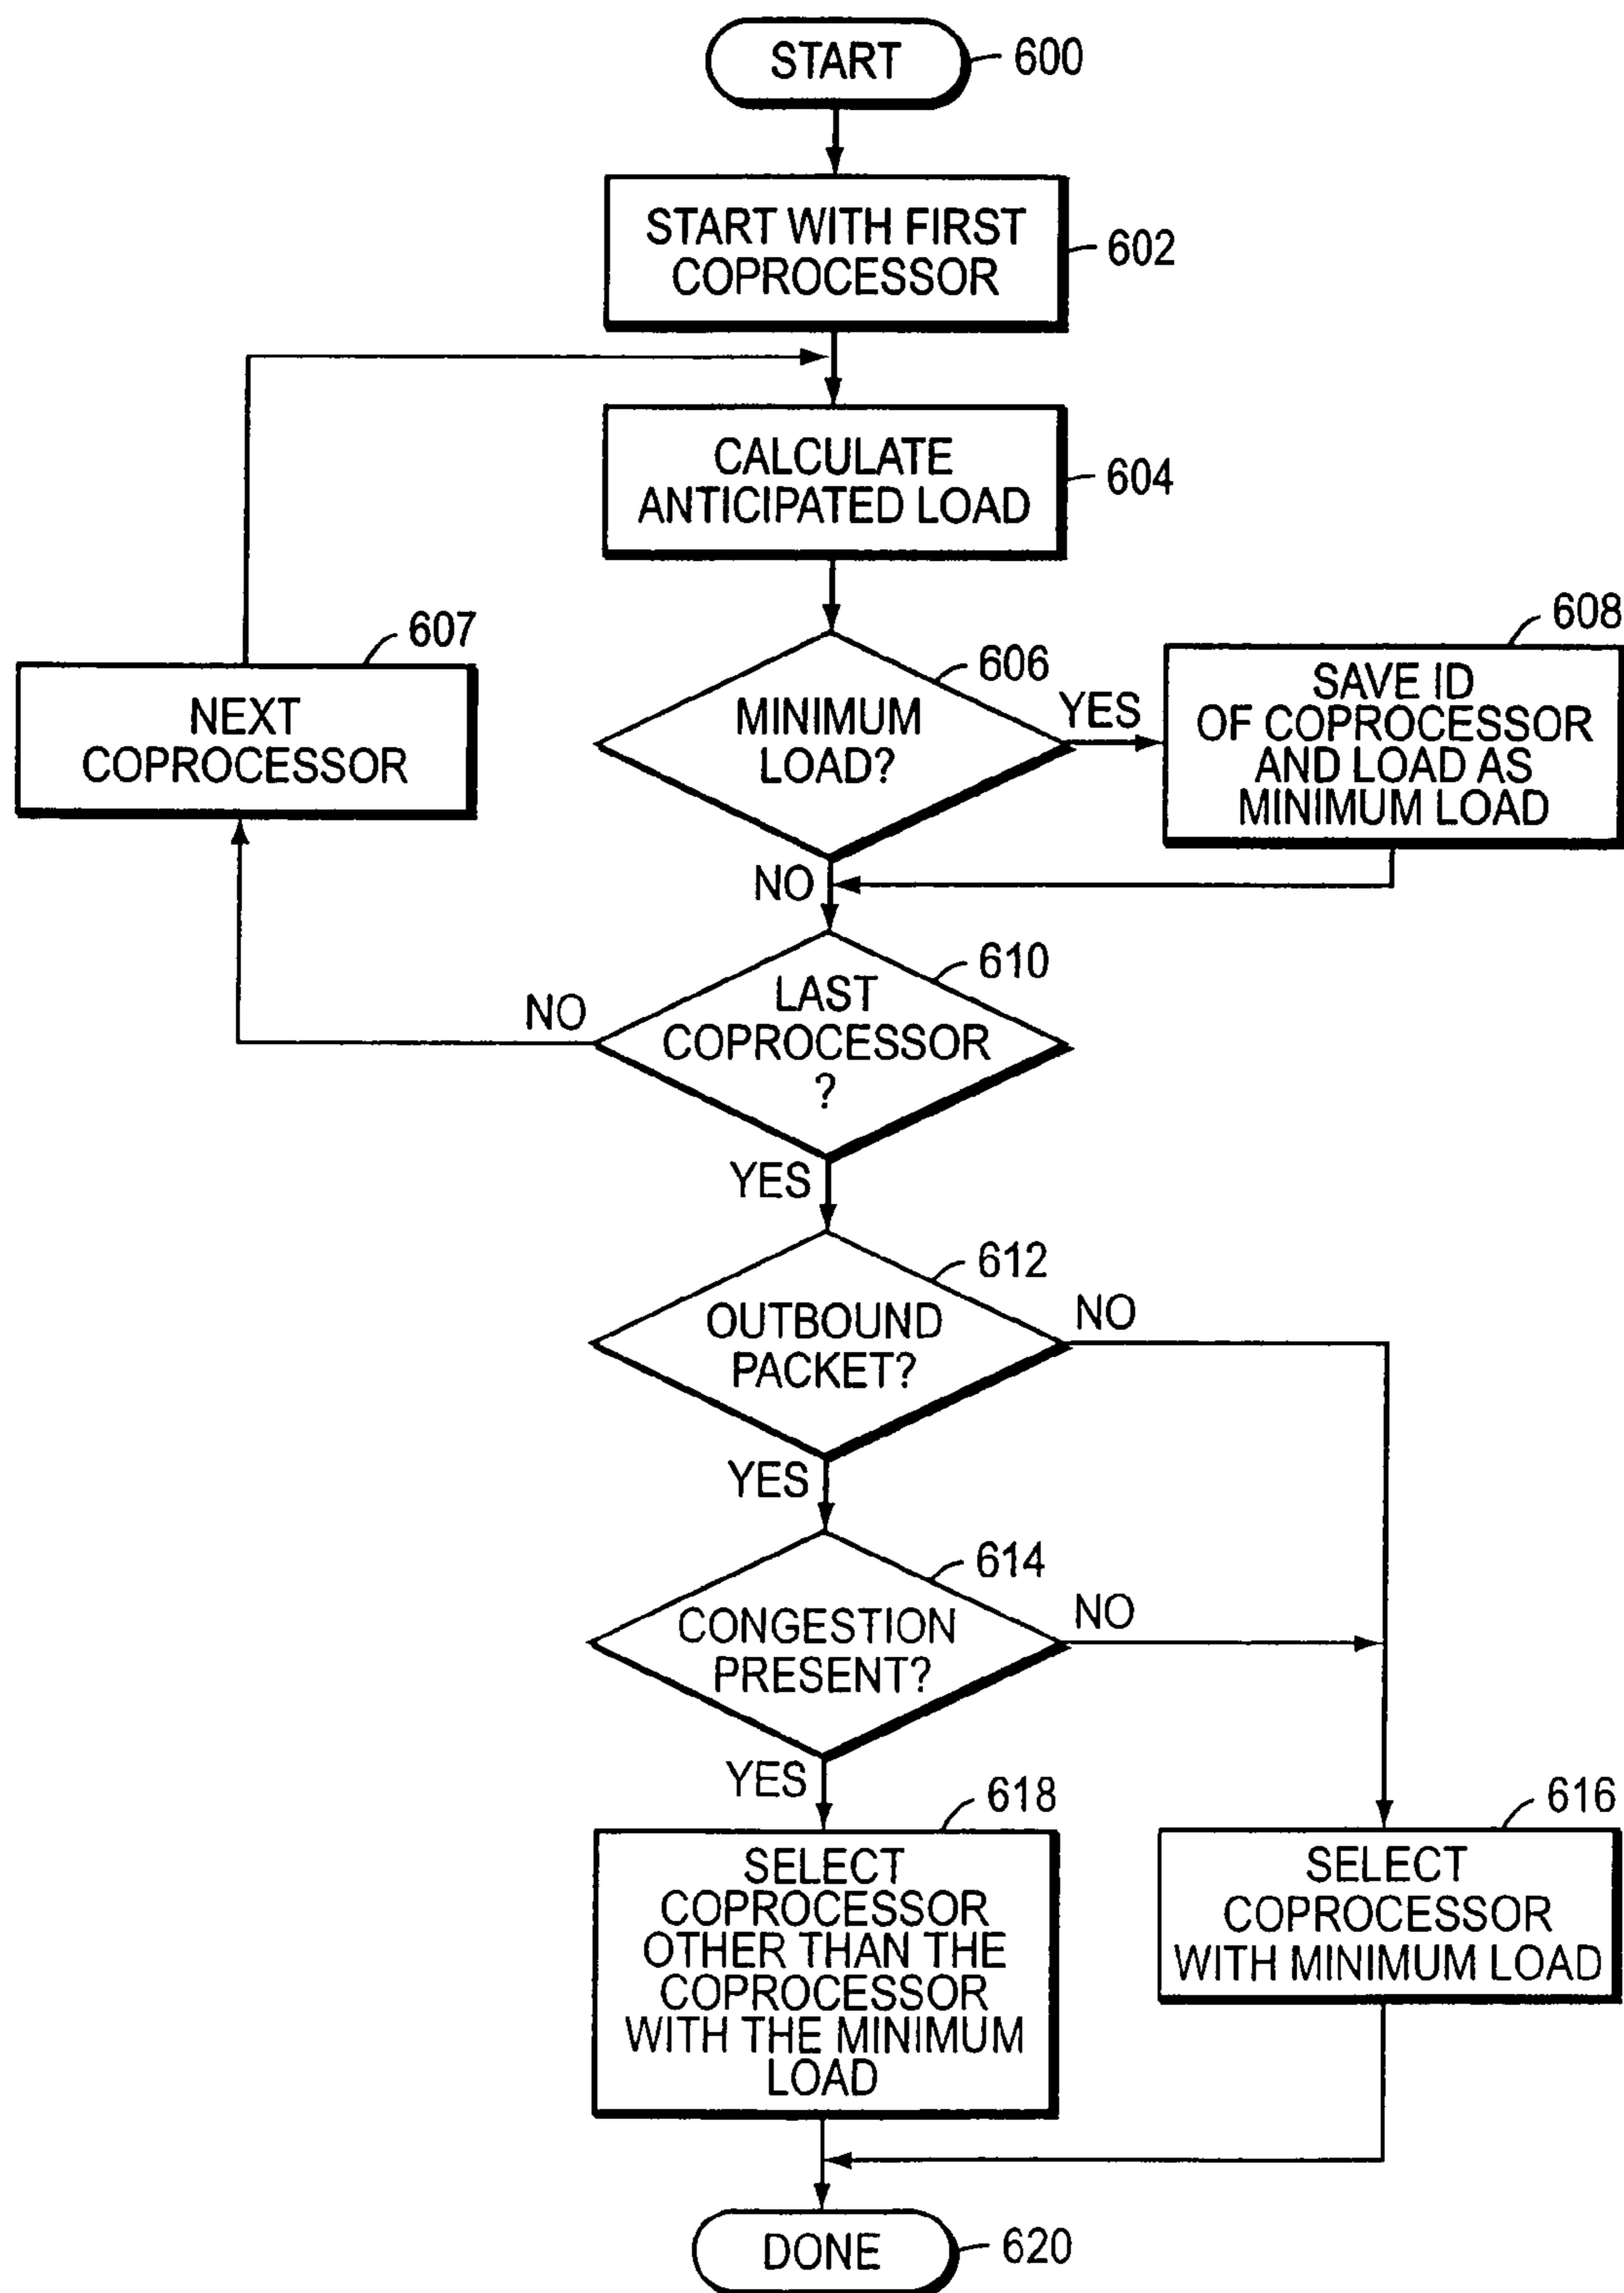 START
600
START WITH FIRST
COPROCESSOR
602
CALCULATE
ANTICIPATED LOAD
604
607
NEXT
COPROCESSOR
606
MINIMUM
LOAD?
YES
608
SAVE ID
OF COPROCESSOR
AND LOAD AS
MINIMUM LOAD
NO
610
LAST
COPROCESSOR
?
NO
YES
612
OUTBOUND
PACKET?
NO
YES
614
CONGESTION
PRESENT?
NO
YES
618
SELECT
COPROCESSOR
OTHER THAN THE
COPROCESSOR
WITH THE MINIMUM
LOAD
616
SELECT
COPROCESSOR
WITH MINIMUM LOAD
DONE
620